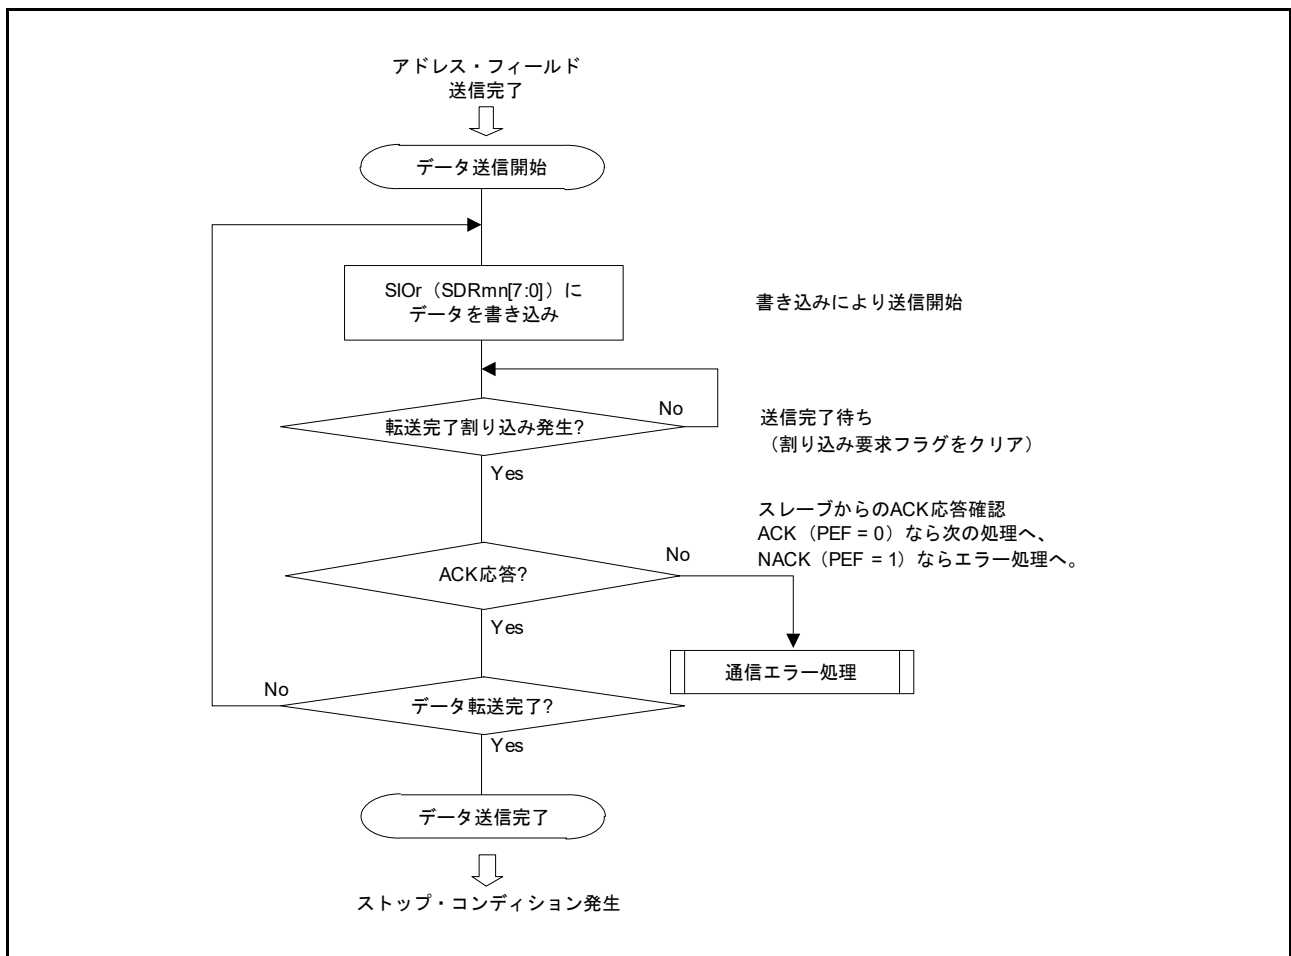 アドレス・フィールド
送信完了
データ送信開始
SIOr（SDRmn[7:0]）に
データを書き込み
書き込みにより送信開始
No
転送完了割り込み発生?
送信完了待ち
（割り込み要求フラグをクリア）
Yes
スレーブからのACK応答確認
ACK（PEF = 0）なら次の処理へ、
NACK（PEF = 1）ならエラー処理へ。
No
ACK応答?
Yes
通信エラー処理
No
データ転送完了?
Yes
データ送信完了
ストップ・コンディション発生